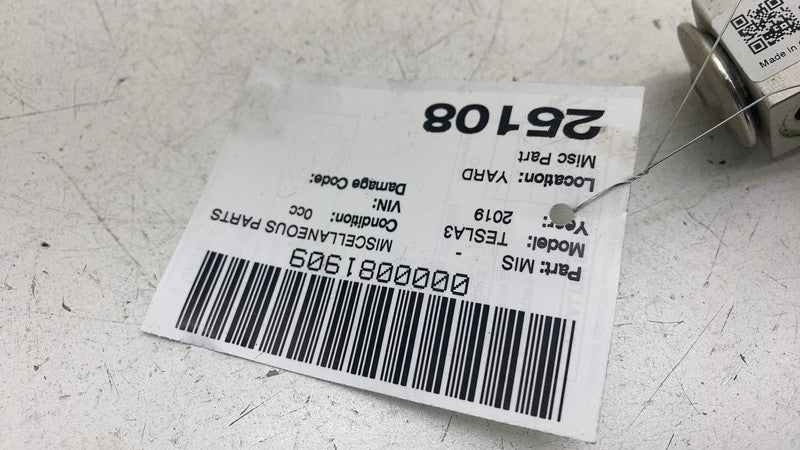 0000081909
Part: MIS - MISCELLANEOUS PARTS
Model: TESLA3 Condition: 0cc
Year: 2019 VIN:
Damage Code:
Location: YARD
Misc Part
25108
Made in